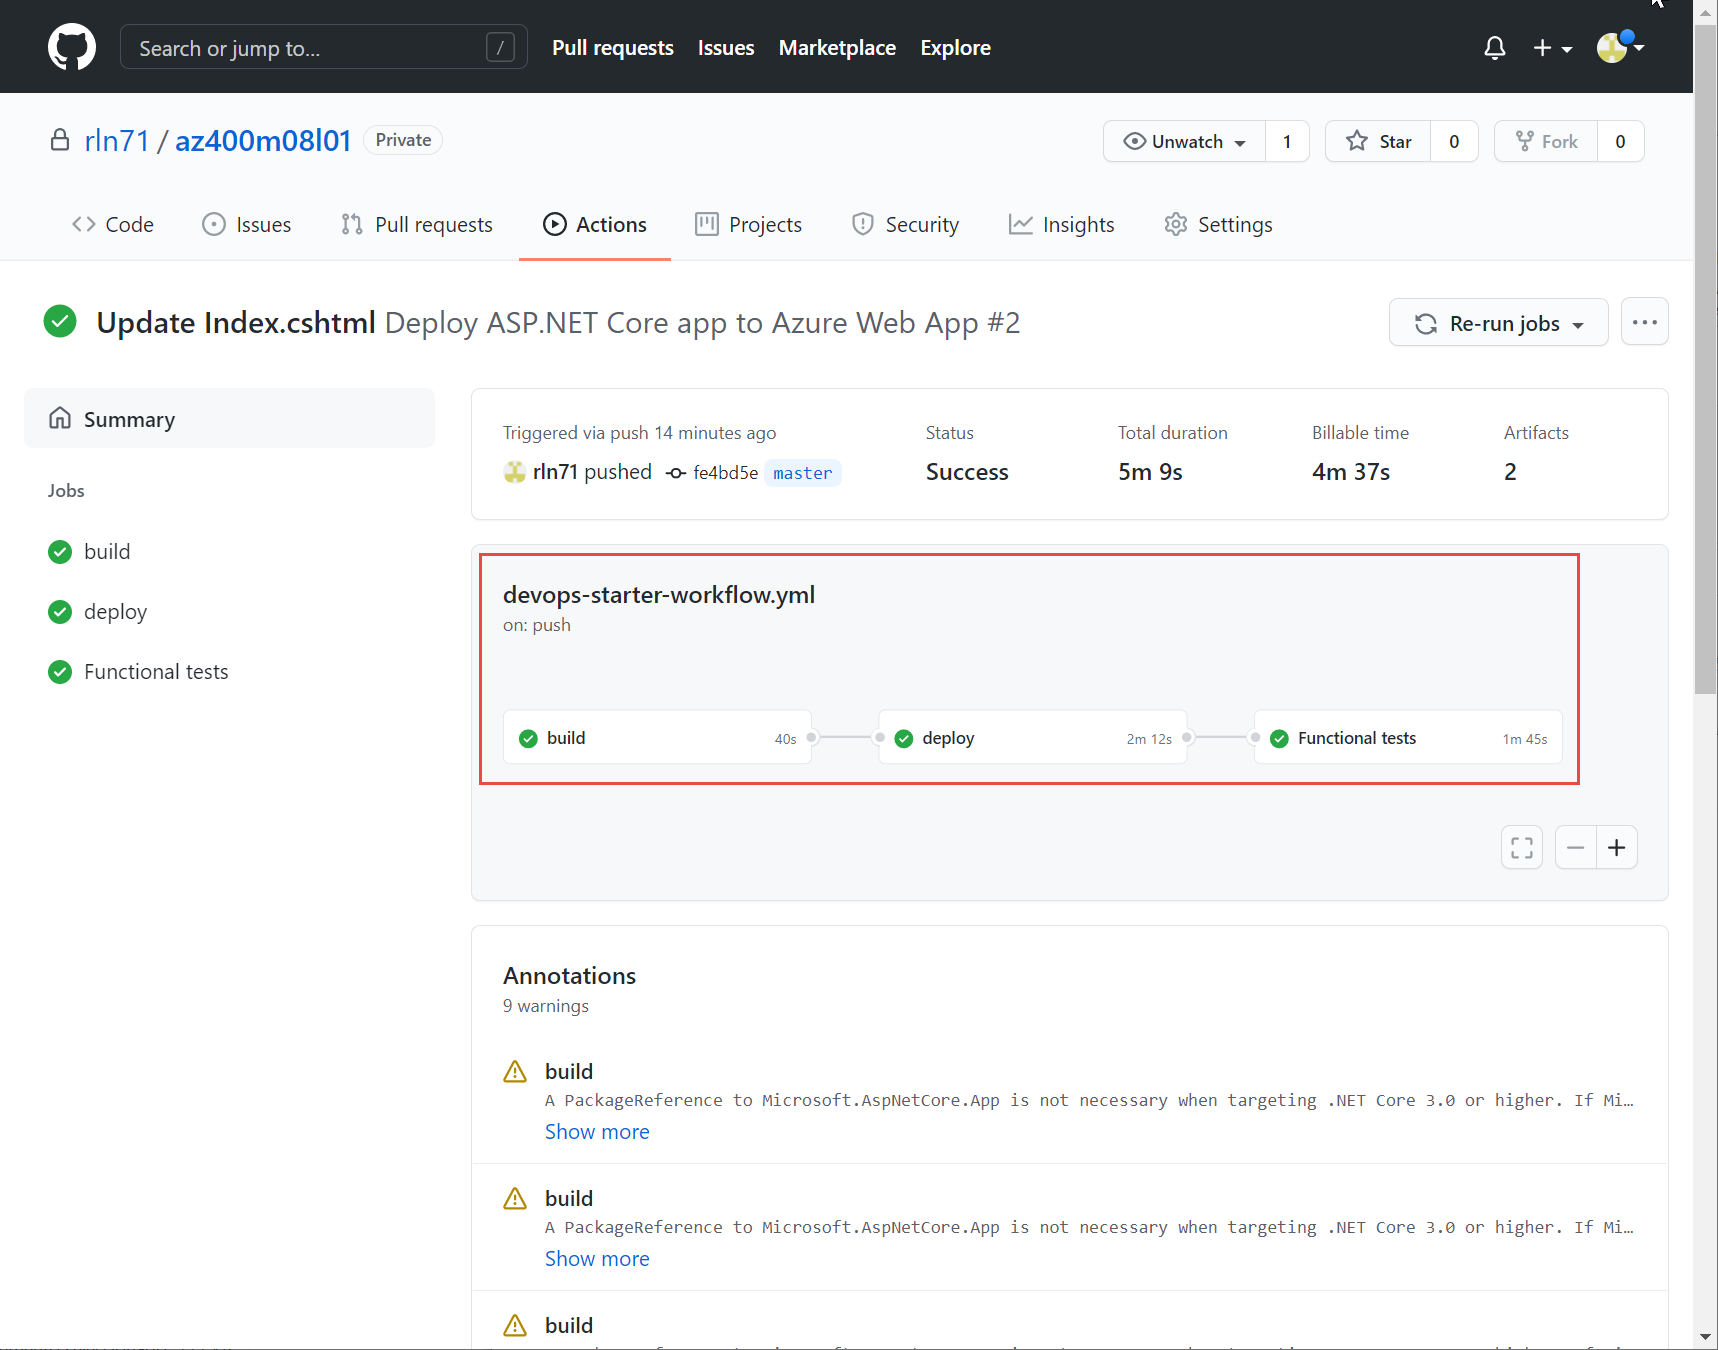 Search or jump to... /
Pull requests Issues Marketplace Explore
rln71 / az400m08l01 Private
Unwatch 1 Star 0 Fork 0
Code Issues Pull requests Actions Projects Security Insights Settings
Update Index.cshtml Deploy ASP.NET Core app to Azure Web App #2
Re-run jobs
Summary
Jobs
build
deploy
Functional tests
Triggered via push 14 minutes ago
rln71 pushed fe4bd5e master
Status
Success
Total duration
5m 9s
Billable time
4m 37s
Artifacts
2
devops-starter-workflow.yml
on: push
build 40s
deploy 2m 12s
Functional tests 1m 45s
Annotations
9 warnings
build
A PackageReference to Microsoft.AspNetCore.App is not necessary when targeting .NET Core 3.0 or higher. If Mi…
Show more
build
A PackageReference to Microsoft.AspNetCore.App is not necessary when targeting .NET Core 3.0 or higher. If Mi…
Show more
build